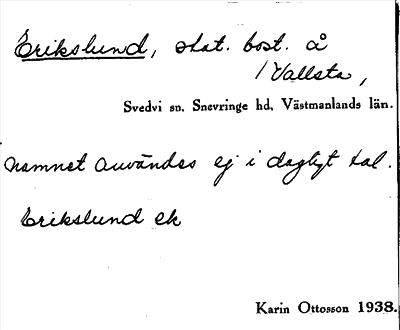 Erikslund, stat. bost. å
/ Vallsta,
Svedvi sn. Snevringe hd, Västmanlands län.
Namnet användes ej i dagligt tal.
Erikslund ek
Karin Ottosson 1938.